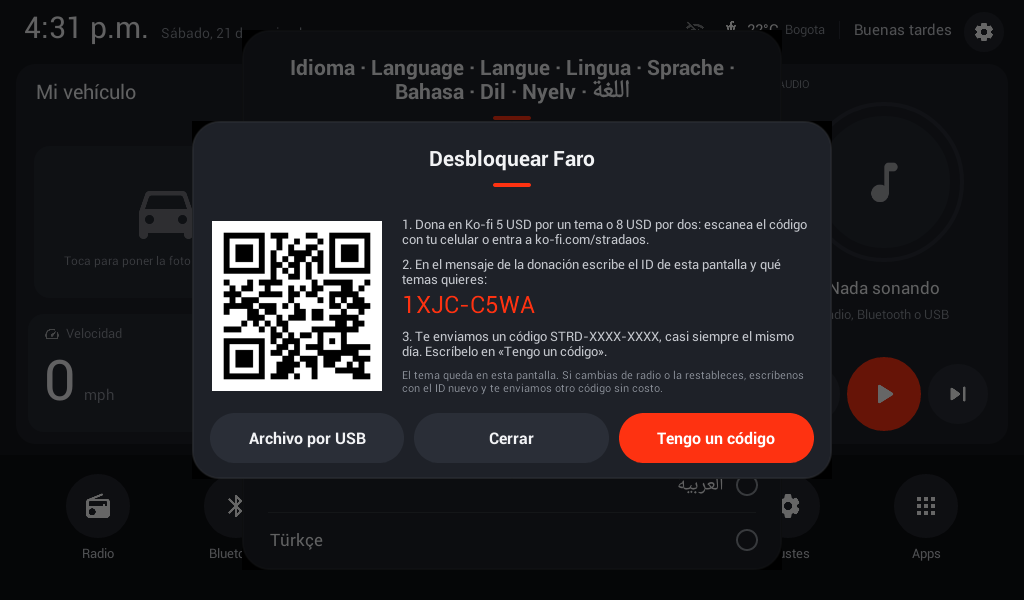 4:31 p.m.
Sábado, 21 d
22°C
Bogota
Buenas tardes
Mi vehículo
Idioma · Language · Langue · Lingua · Sprache ·
Bahasa · Dil · Nyelv · اللغة
Desbloquear Faro
1. Dona en Ko-fi 5 USD por un tema o 8 USD por dos: escanea el código
con tu celular o entra a ko-fi.com/stradaos.
2. En el mensaje de la donación escribe el ID de esta pantalla y qué
temas quieres:
1XJC-C5WA
3. Te enviamos un código STRD-XXXX-XXXX, casi siempre el mismo
día. Escríbelo en «Tengo un código».
El tema queda en esta pantalla. Si cambias de radio o la restableces, escríbenos
con el ID nuevo y te enviamos otro código sin costo.
Archivo por USB
Cerrar
Tengo un código
Toca para poner la foto
Velocidad
0 mph
Nada sonando
dio, Bluetooth o USB
العربية
Türkçe
Radio
Blueto
ustes
Apps